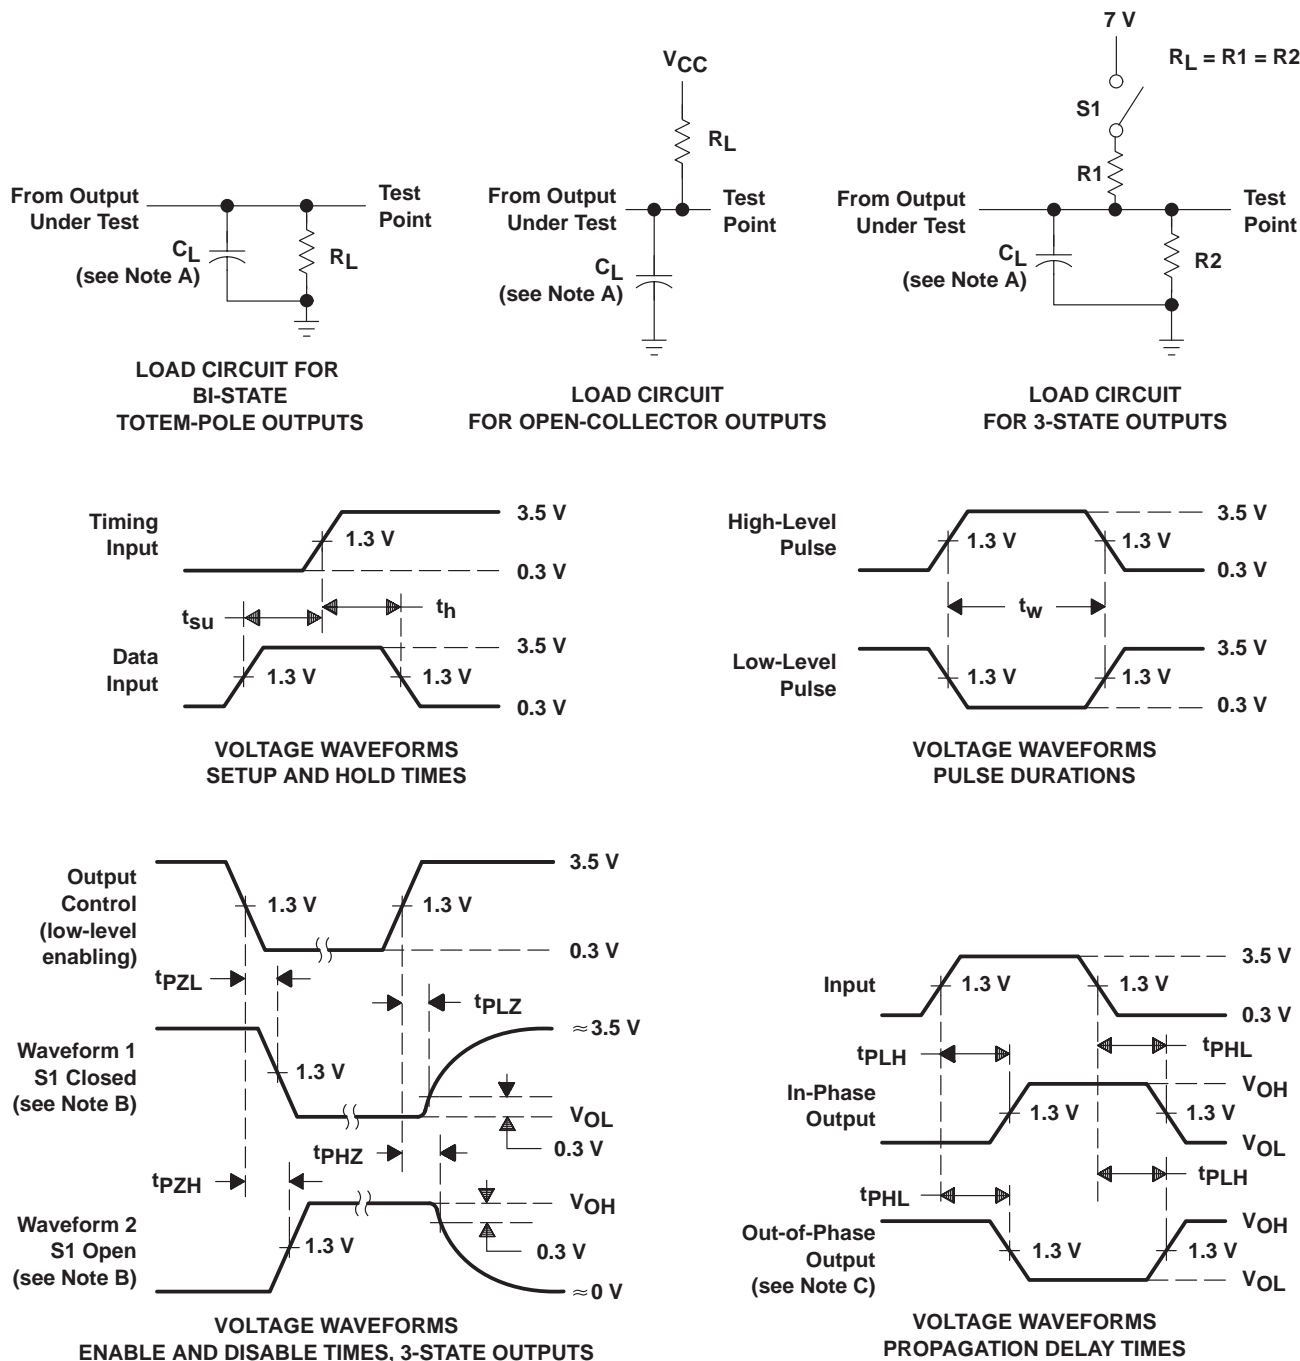 From Output
Under Test
Test
Point
CL
(see Note A)
RL
LOAD CIRCUIT FOR
BI-STATE
TOTEM-POLE OUTPUTS
VCC
RL
From Output
Under Test
Test
Point
CL
(see Note A)
LOAD CIRCUIT
FOR OPEN-COLLECTOR OUTPUTS
7 V
RL = R1 = R2
S1
R1
From Output
Under Test
Test
Point
CL
(see Note A)
R2
LOAD CIRCUIT
FOR 3-STATE OUTPUTS
Timing
Input
1.3 V
3.5 V
0.3 V
tsu
th
Data
Input
1.3 V
1.3 V
3.5 V
0.3 V
VOLTAGE WAVEFORMS
SETUP AND HOLD TIMES
High-Level
Pulse
1.3 V
1.3 V
3.5 V
0.3 V
tw
Low-Level
Pulse
1.3 V
1.3 V
3.5 V
0.3 V
VOLTAGE WAVEFORMS
PULSE DURATIONS
Output
Control
(low-level
enabling)
1.3 V
1.3 V
3.5 V
0.3 V
tPZL
tPLZ
Waveform 1
S1 Closed
(see Note B)
1.3 V
≈3.5 V
VOL
0.3 V
tPHZ
tPZH
Waveform 2
S1 Open
(see Note B)
1.3 V
VOH
0.3 V
≈0 V
VOLTAGE WAVEFORMS
ENABLE AND DISABLE TIMES, 3-STATE OUTPUTS
Input
1.3 V
1.3 V
3.5 V
0.3 V
tPLH
tPHL
In-Phase
Output
1.3 V
1.3 V
VOH
VOL
tPHL
tPLH
Out-of-Phase
Output
(see Note C)
1.3 V
1.3 V
VOH
VOL
VOLTAGE WAVEFORMS
PROPAGATION DELAY TIMES